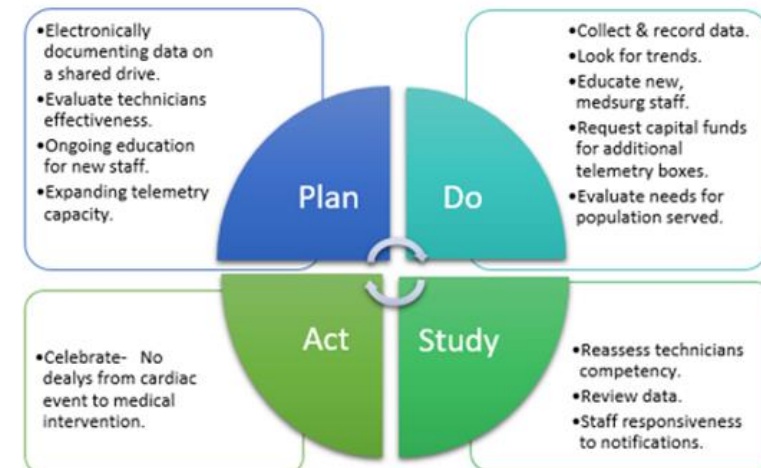 •Electronically
documenting data on
a shared drive.
•Evaluate technicians
effectiveness.
•Ongoing education
for new staff.
•Expanding telemetry
capacity.
Plan
•Collect & record data.
•Look for trends.
•Educate new,
medsurg staff.
•Request capital funds
for additional
telemetry boxes.
•Evaluate needs for
population served.
Do
•Celebrate- No
dealys from cardiac
event to medical
intervention.
Act
Study
•Reassess technicians
competency.
•Review data.
•Staff responsiveness
to notifications.